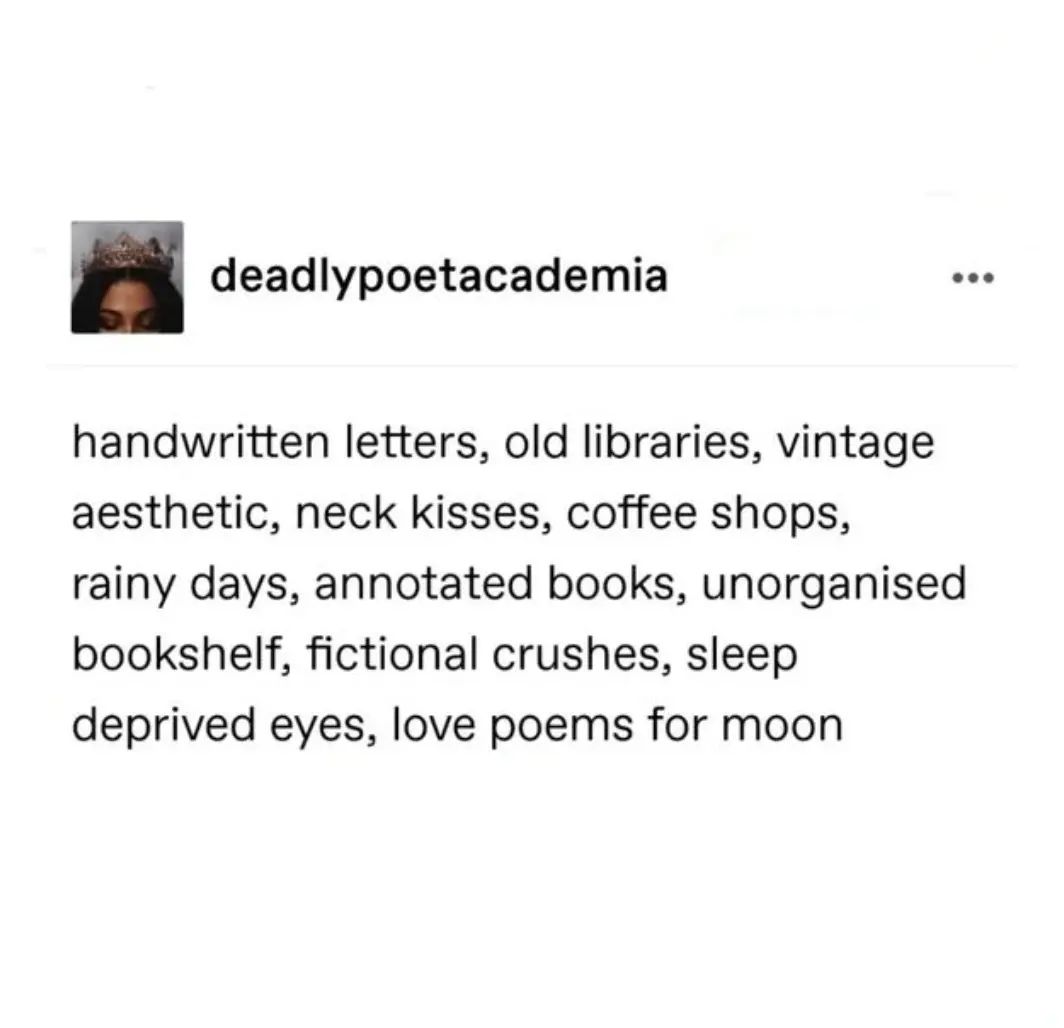 deadlypoetacademia
handwritten letters, old libraries, vintage
aesthetic, neck kisses, coffee shops,
rainy days, annotated books, unorganised
bookshelf, fictional crushes, sleep
deprived eyes, love poems for moon